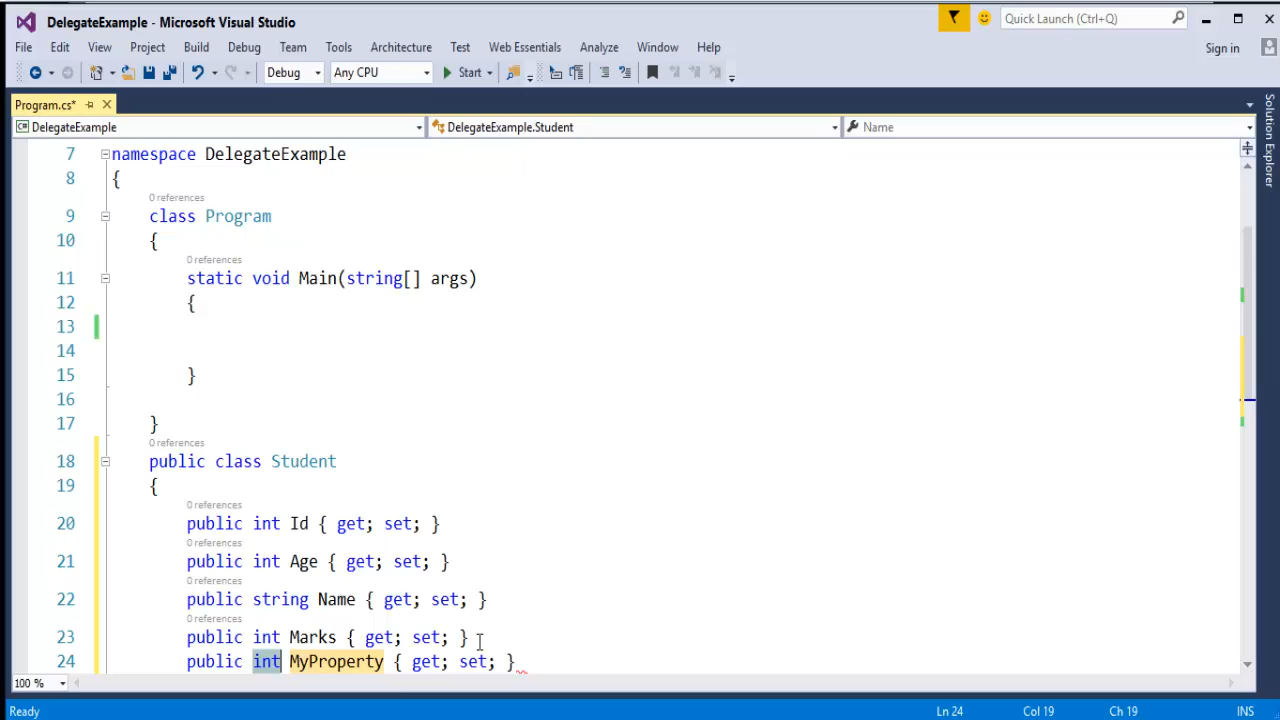 DelegateExample - Microsoft Visual Studio
Quick Launch (Ctrl+Q)
File Edit View Project Build Debug Team Tools Architecture Test Web Essentials Analyze Window Help
Sign in
Debug Any CPU Start
Program.cs*
DelegateExample DelegateExample.Student Name
Solution Explorer
7 namespace DelegateExample
8 {
0 references
9 class Program
10 {
0 references
11 static void Main(string[] args)
12 {
13
14
15 }
16
17 }
0 references
18 public class Student
19 {
0 references
20 public int Id { get; set; }
0 references
21 public int Age { get; set; }
0 references
22 public string Name { get; set; }
0 references
23 public int Marks { get; set; }
24 public int MyProperty { get; set; }
100 %
Ready Ln 24 Col 19 Ch 19 INS